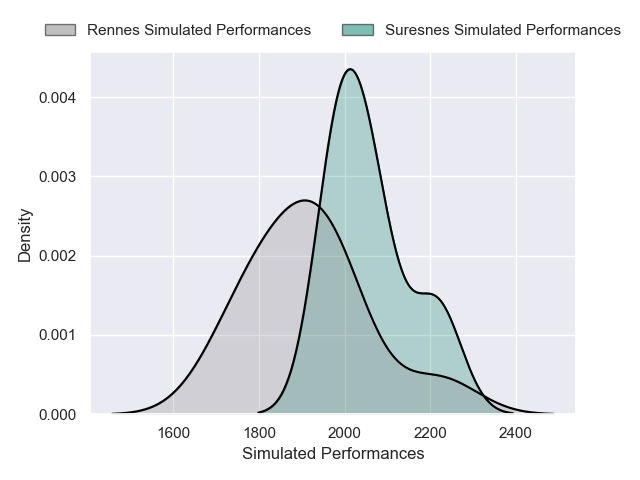 Rennes Simulated Performances Suresnes Simulated Performances
0.004
0.003
0.002
0.001
0.000
Density
1600 1800 2000 2200 2400
Simulated Performances